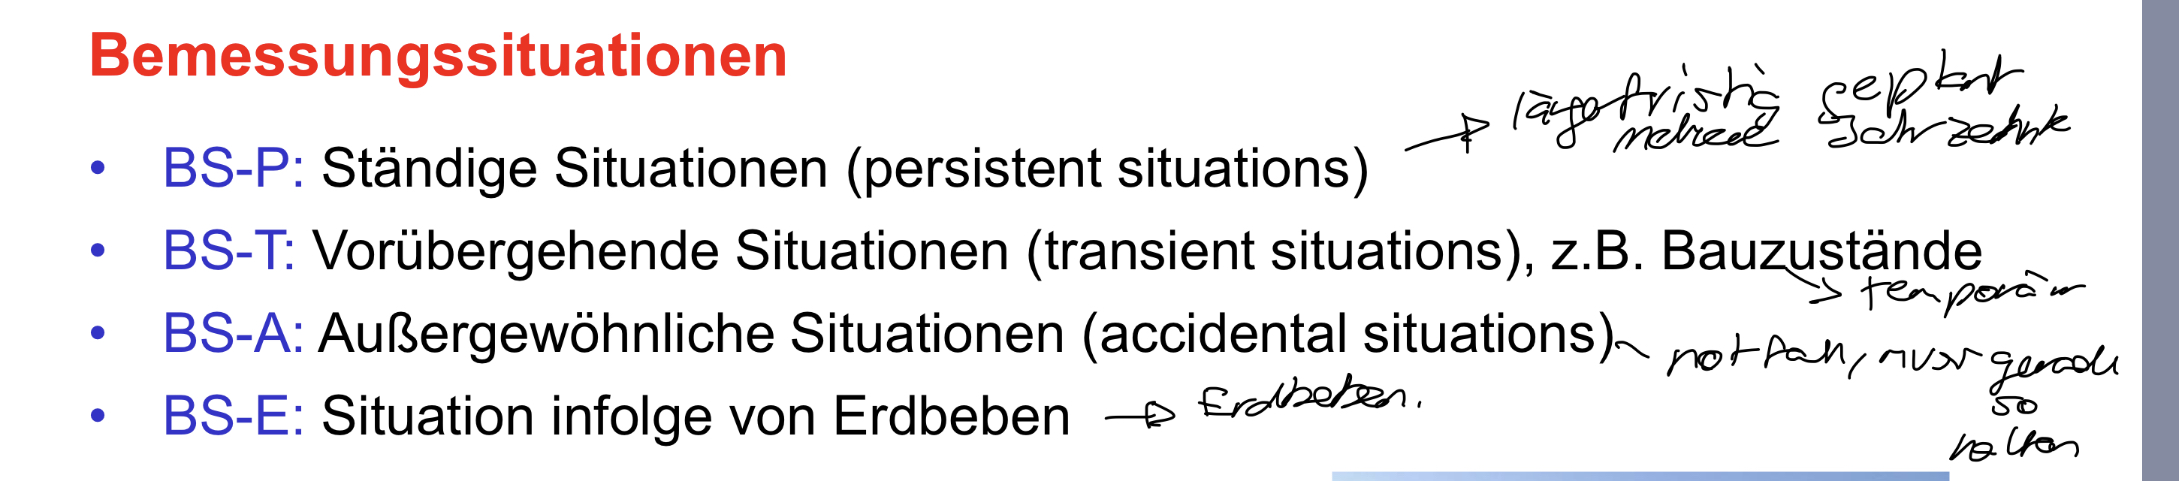 Bemessungssituationen
längerfristig geplant
mehrere Jahrzehnte
• BS-P: Ständige Situationen (persistent situations)
• BS-T: Vorübergehende Situationen (transient situations), z.B. Bauzustände
temporär
• BS-A: Außergewöhnliche Situationen (accidental situations)
notfall, nur gerade
so
halten
• BS-E: Situation infolge von Erdbeben
Erdbeben.